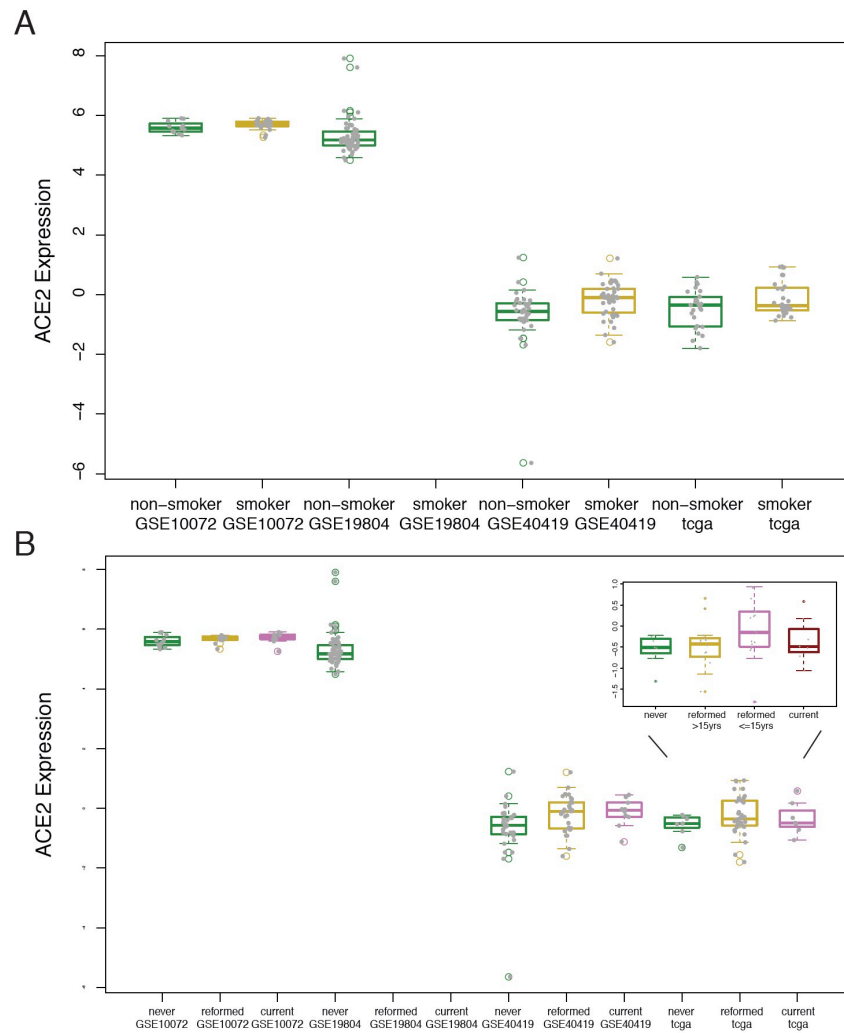 A
8
6
4
2
0
−2
−4
−6
ACE2 Expression
non−smoker GSE10072
smoker GSE10072
non−smoker GSE19804
smoker GSE19804
non−smoker GSE40419
smoker GSE40419
non−smoker tcga
smoker tcga
B
ACE2 Expression
1.0
0.5
0.0
−0.5
−1.0
−1.5
never
reformed >15yrs
reformed <=15yrs
current
never GSE10072
reformed GSE10072
current GSE10072
never GSE19804
reformed GSE19804
current GSE19804
never GSE40419
reformed GSE40419
current GSE40419
never tcga
reformed tcga
current tcga